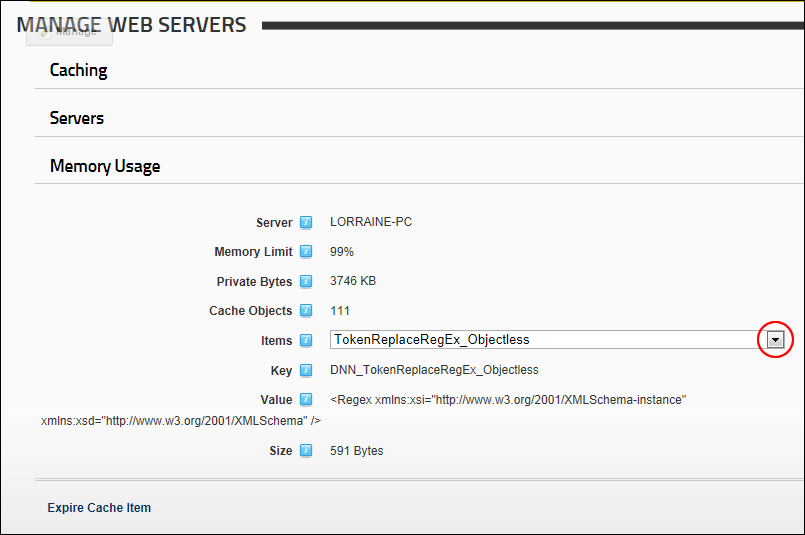 MANAGE WEB SERVERS
Manage
Caching
Servers
Memory Usage
Server LORRAINE-PC
Memory Limit 99%
Private Bytes 3746 KB
Cache Objects 111
Items TokenReplaceRegEx_Objectless
Key DNN_TokenReplaceRegEx_Objectless
Value <Regex xmlns:xsi="http://www.w3.org/2001/XMLSchema-instance"
xmlns:xsd="http://www.w3.org/2001/XMLSchema" />
Size 591 Bytes
Expire Cache Item